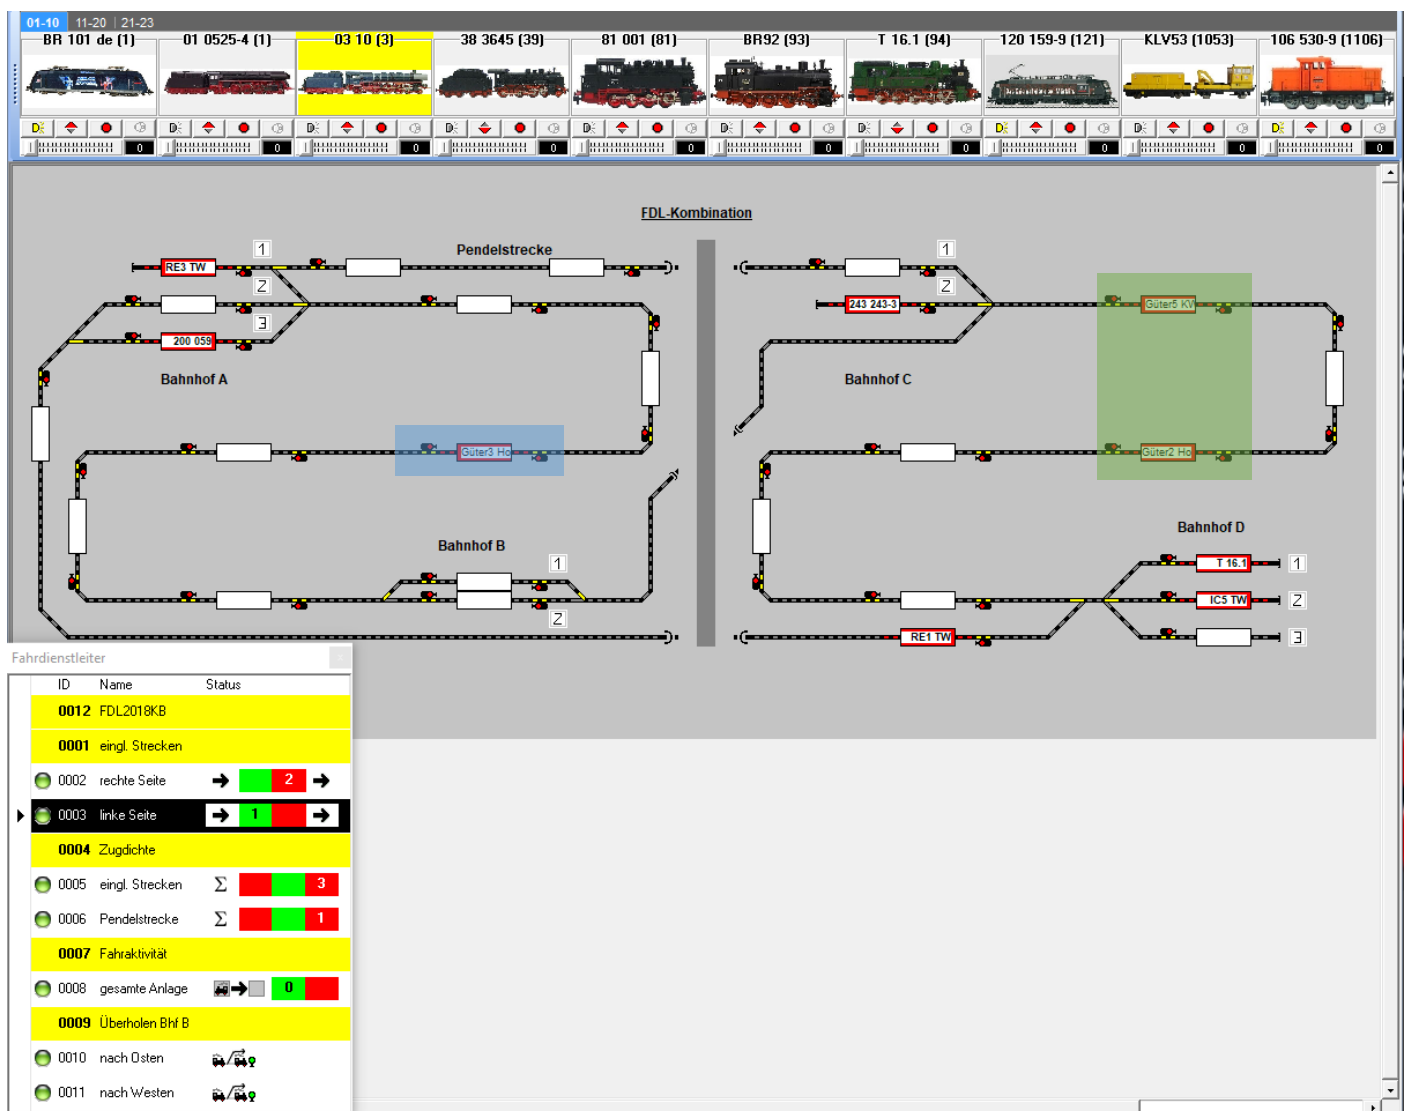 01-10 11-20 21-23
BR 101 de (1) 01 0525-4 (1) 03 10 (3) 38 3645 (39) 81 001 (81) BR92 (93) T 16.1 (94) 120 159-9 (121) KLV53 (1053) 106 530-9 (1106)
0 0 0 0 0 0 0 0 0 0
FDL-Kombination
1 Pendelstrecke 1
RE3 TW
2 2
243 243-3 Güter5 KV
3
200 059
Bahnhof A Bahnhof C
Güter3 Ho Güter2 Ho
Bahnhof D
Bahnhof B
1 T 16.1 1
IC5 TW 2
2
RE1 TW 3
Fahrdienstleiter
ID Name Status
0012 FDL2018KB
0001 eingl. Strecken
0002 rechte Seite 2
0003 linke Seite 1
0004 Zugdichte
0005 eingl. Strecken Σ 3
0006 Pendelstrecke Σ 1
0007 Fahraktivität
0008 gesamte Anlage 0
0009 Überholen Bhf B
0010 nach Osten
0011 nach Westen